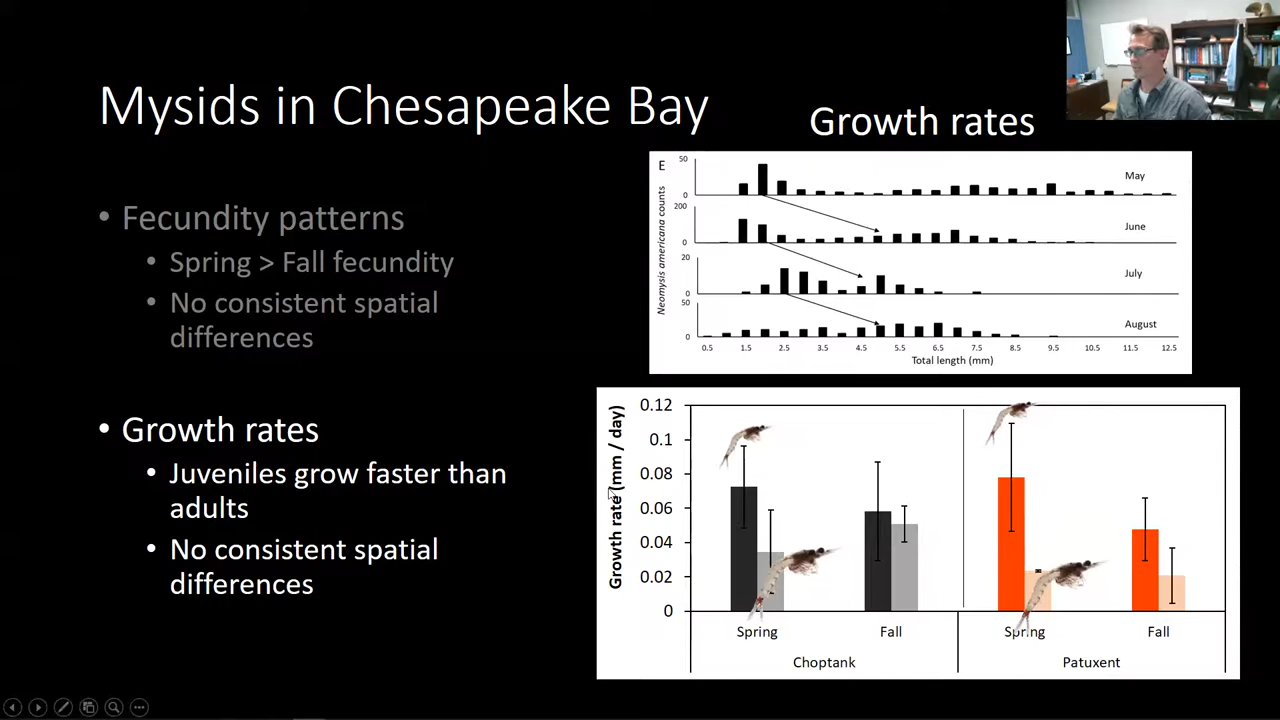 Mysids in Chesapeake Bay
• Fecundity patterns
• Spring > Fall fecundity
• No consistent spatial
differences
• Growth rates
• Juveniles grow faster than
adults
• No consistent spatial
differences
Growth rates
E
Neomysis americana counts
50
0
May
200
0
June
20
0
July
50
0
August
0.5 1.5 2.5 3.5 4.5 5.5 6.5 7.5 8.5 9.5 10.5 11.5 12.5
Total length (mm)
Growth rate (mm / day)
0.12
0.1
0.08
0.06
0.04
0.02
0
Spring Fall Spring Fall
Choptank Patuxent